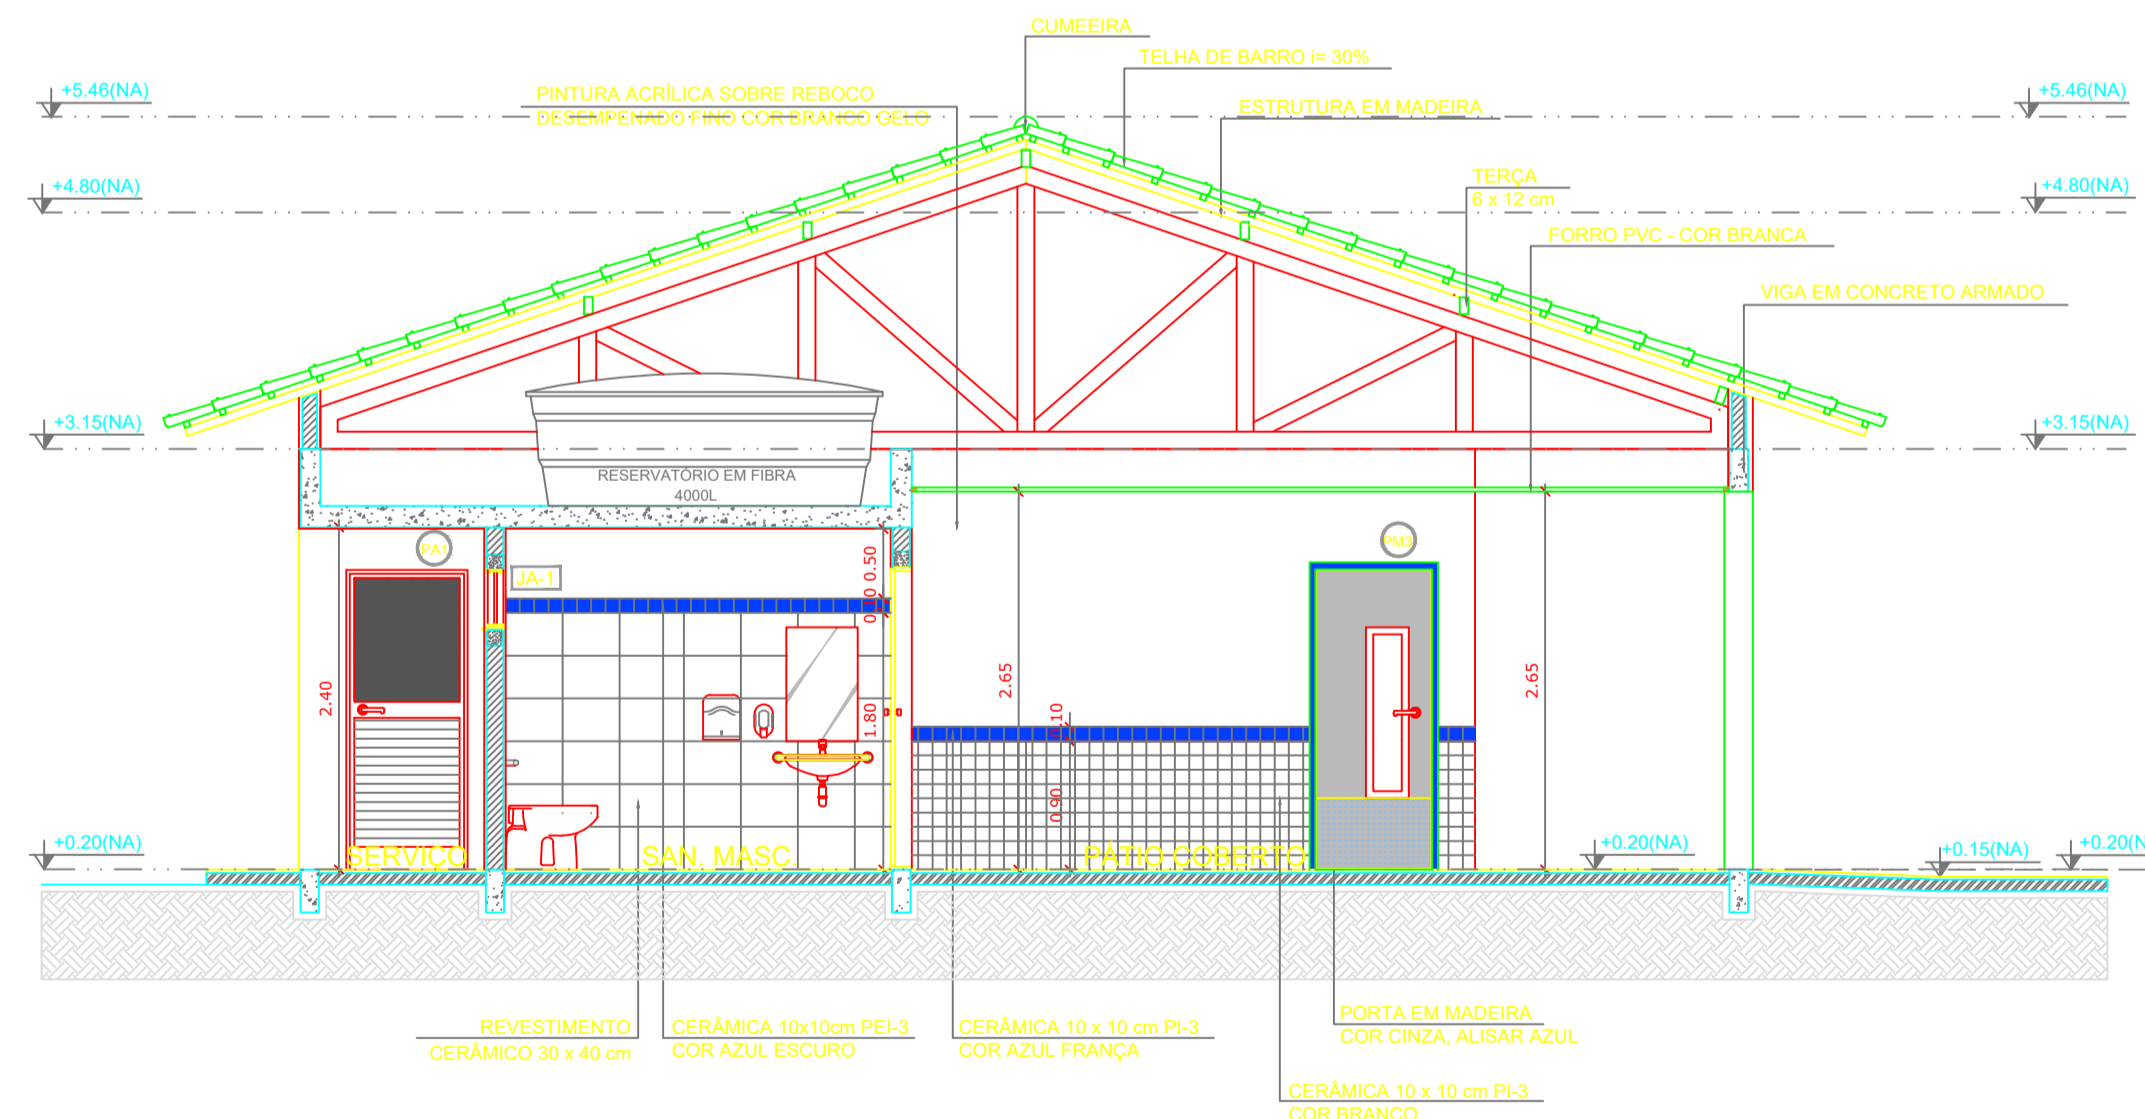 CUMEEIRA
TELHA DE BARRO i= 30%
+5.46(NA)
PINTURA ACRÍLICA SOBRE REBOCO
DESEMPENADO FINO COR BRANCO GELO
ESTRUTURA EM MADEIRA
+5.46(NA)
+4.80(NA)
TERÇA
6 x 12 cm
+4.80(NA)
FORRO PVC - COR BRANCA
VIGA EM CONCRETO ARMADO
+3.15(NA)
+3.15(NA)
RESERVATÓRIO EM FIBRA
4000L
PA1
PM3
JA-1
0.50
0.10
2.40
1.80
2.65
2.65
0.10
0.90
+0.20(NA)
SERVIÇO
SAN. MASC.
PÁTIO COBERTO
+0.20(NA)
+0.15(NA)
+0.20(N
REVESTIMENTO
CERÂMICO 30 x 40 cm
CERÂMICA 10x10cm PEI-3
COR AZUL ESCURO
CERÂMICA 10 x 10 cm PI-3
COR AZUL FRANÇA
PORTA EM MADEIRA
COR CINZA, ALISAR AZUL
CERÂMICA 10 x 10 cm PI-3
COR BRANCO